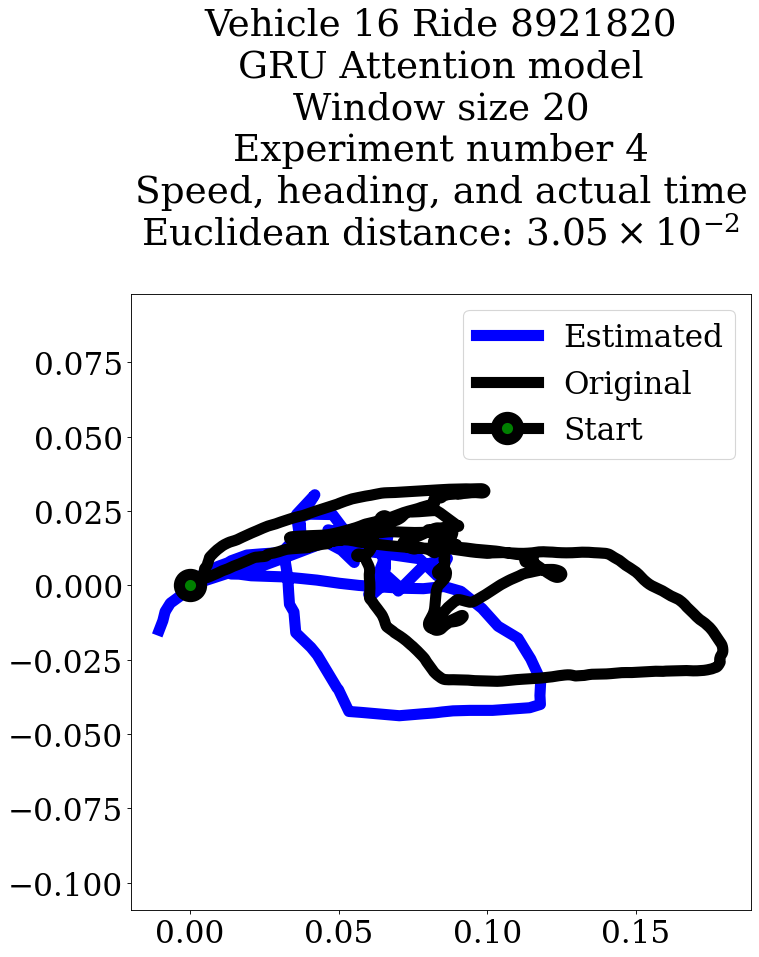 Vehicle 16 Ride 8921820
GRU Attention model
Window size 20
Experiment number 4
Speed, heading, and actual time
Euclidean distance: 3.05 × 10⁻²
Estimated
Original
Start
0.075
0.050
0.025
0.000
−0.025
−0.050
−0.075
−0.100
0.00 0.05 0.10 0.15